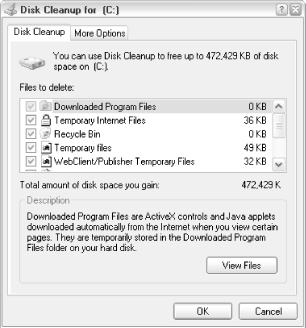 Disk Cleanup for (C:)
Disk Cleanup More Options
You can use Disk Cleanup to free up to 472,429 KB of disk
space on (C:).
Files to delete:
Downloaded Program Files 0 KB
Temporary Internet Files 36 KB
Recycle Bin 0 KB
Temporary files 49 KB
WebClient/Publisher Temporary Files 32 KB
Total amount of disk space you gain: 472,429 K
Description
Downloaded Program Files are ActiveX controls and Java applets
downloaded automatically from the Internet when you view certain
pages. They are temporarily stored in the Downloaded Program
Files folder on your hard disk.
View Files
OK Cancel